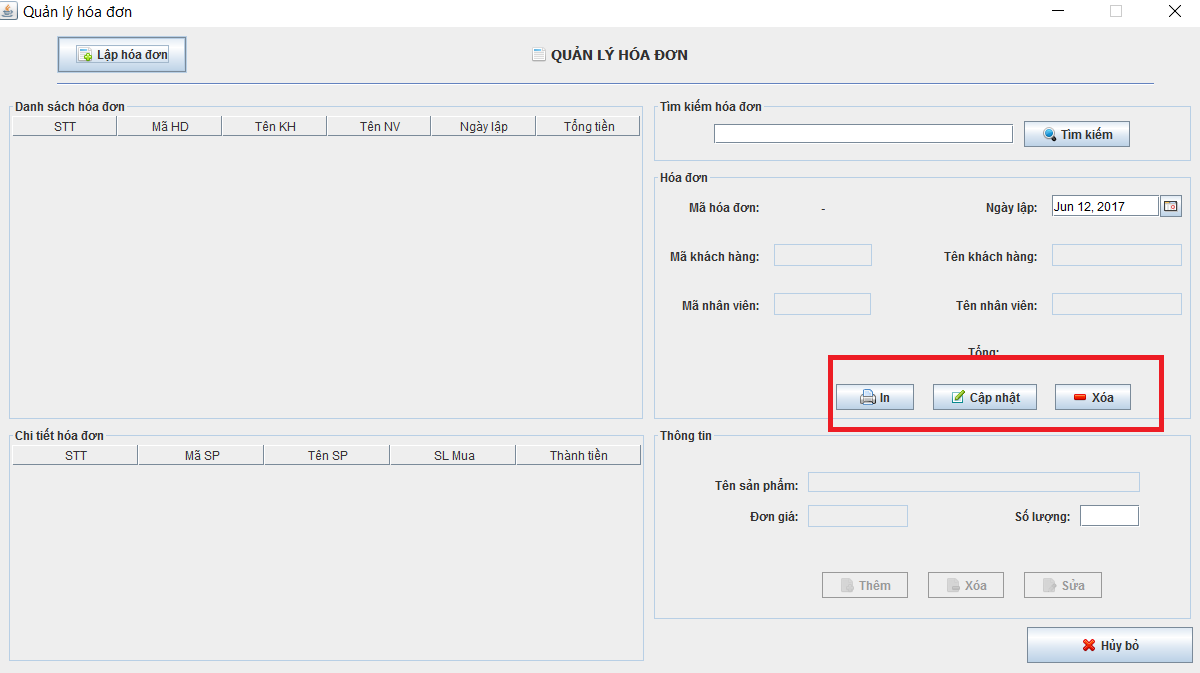 Quản lý hóa đơn
Lập hóa đơn
QUẢN LÝ HÓA ĐƠN
Danh sách hóa đơn
STT Mã HD Tên KH Tên NV Ngày lập Tổng tiền
Tìm kiếm hóa đơn
Tìm kiếm
Hóa đơn
Mã hóa đơn: - Ngày lập: Jun 12, 2017
Mã khách hàng: Tên khách hàng:
Mã nhân viên: Tên nhân viên:
Tổng:
In Cập nhật Xóa
Chi tiết hóa đơn
STT Mã SP Tên SP SL Mua Thành tiền
Thông tin
Tên sản phẩm:
Đơn giá: Số lượng:
Thêm Xóa Sửa
Hủy bỏ